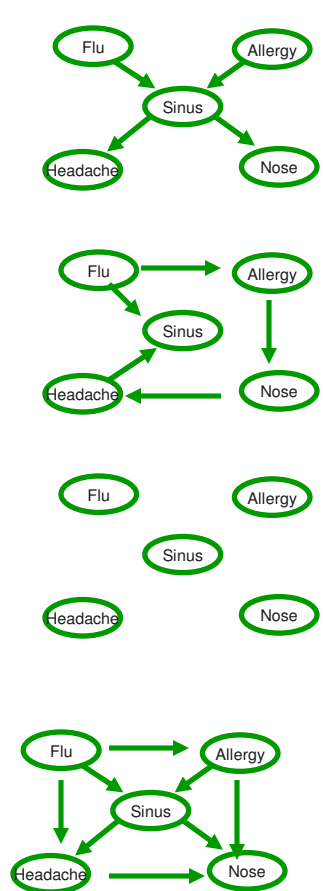 Flu
Allergy
Sinus
Headache
Nose
Flu
Allergy
Sinus
Headache
Nose
Flu
Allergy
Sinus
Headache
Nose
Flu
Allergy
Sinus
Headache
Nose